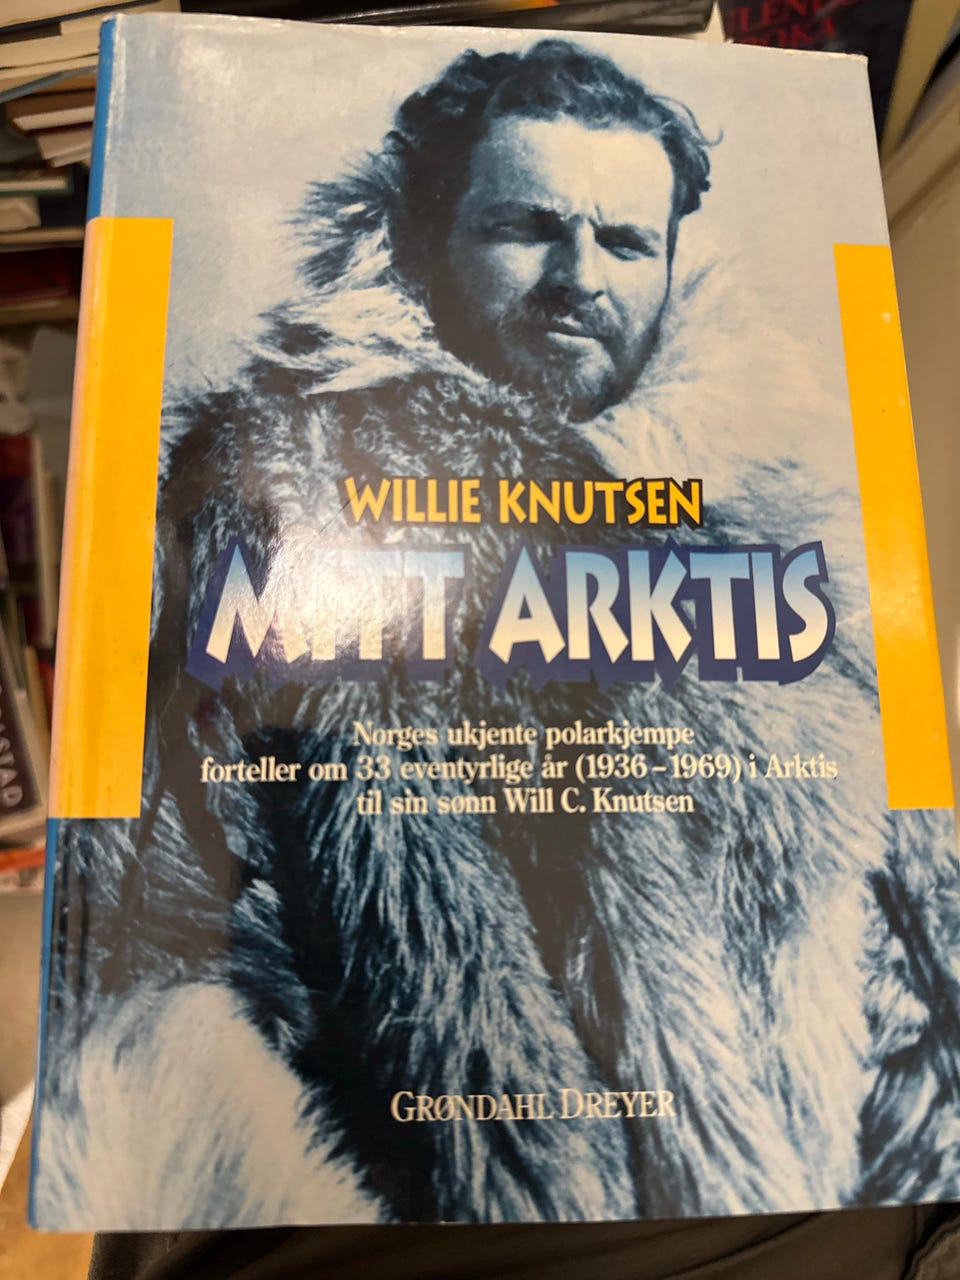 WILLIE KNUTSEN
MITT ARKTIS
Norges ukjente polarkjempe
forteller om 33 eventyrlige år (1936–1969) i Arktis
til sin sønn Will C. Knutsen
GRØNDAHL DREYER